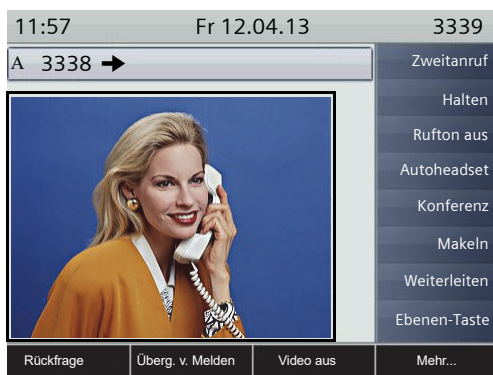 11:57 Fr 12.04.13 3339
A 3338 ➔
Zweitanruf
Halten
Rufton aus
Autoheadset
Konferenz
Makeln
Weiterleiten
Ebenen-Taste
Rückfrage Überg. v. Melden Video aus Mehr...